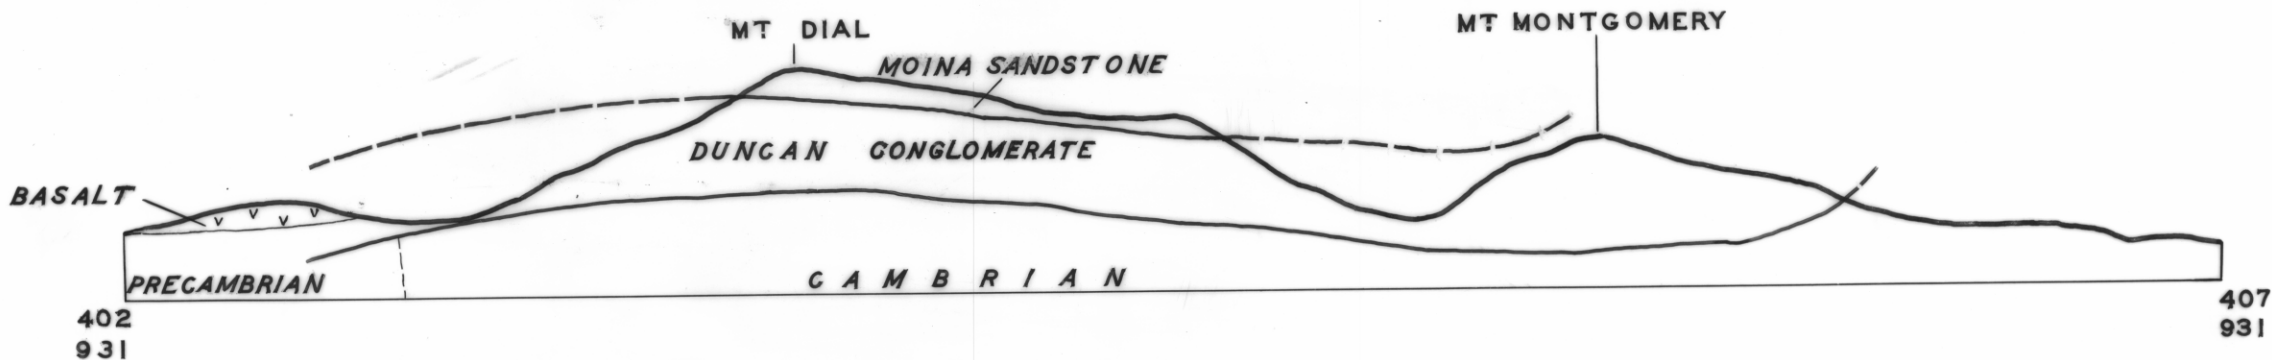 MT DIAL
MT MONTGOMERY
MOINA SANDSTONE
DUNCAN CONGLOMERATE
BASALT
v v v v
PRECAMBRIAN
CAMBRIAN
402
931
407
931